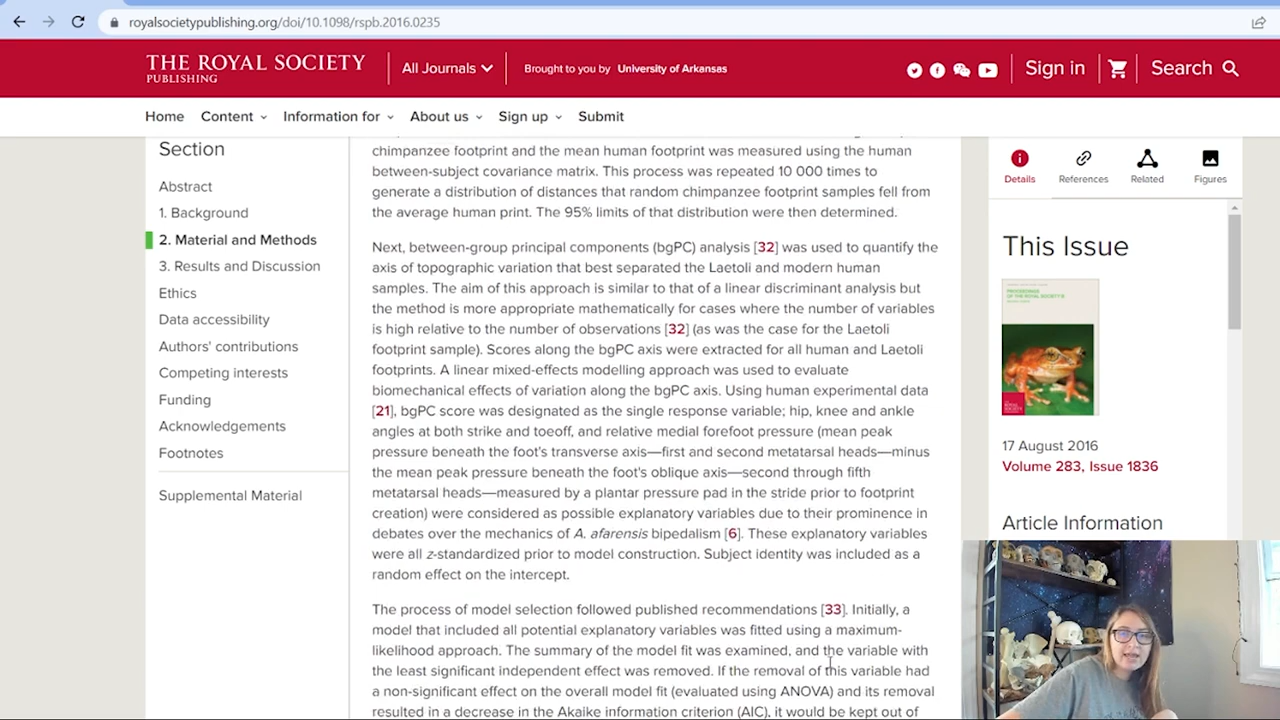 royalsocietypublishing.org/doi/10.1098/rspb.2016.0235
THE ROYAL SOCIETY
PUBLISHING
All Journals
Brought to you by University of Arkansas
Sign in
Search
Home
Content
Information for
About us
Sign up
Submit
Section
Abstract
1. Background
2. Material and Methods
3. Results and Discussion
Ethics
Data accessibility
Authors' contributions
Competing interests
Funding
Acknowledgements
Footnotes
Supplemental Material
chimpanzee footprint and the mean human footprint was measured using the human
between-subject covariance matrix. This process was repeated 10 000 times to
generate a distribution of distances that random chimpanzee footprint samples fell from
the average human print. The 95% limits of that distribution were then determined.
Next, between-group principal components (bgPC) analysis [32] was used to quantify the
axis of topographic variation that best separated the Laetoli and modern human
samples. The aim of this approach is similar to that of a linear discriminant analysis but
the method is more appropriate mathematically for cases where the number of variables
is high relative to the number of observations [32] (as was the case for the Laetoli
footprint sample). Scores along the bgPC axis were extracted for all human and Laetoli
footprints. A linear mixed-effects modelling approach was used to evaluate
biomechanical effects of variation along the bgPC axis. Using human experimental data
[21], bgPC score was designated as the single response variable; hip, knee and ankle
angles at both strike and toeoff, and relative medial forefoot pressure (mean peak
pressure beneath the foot's transverse axis—first and second metatarsal heads—minus
the mean peak pressure beneath the foot's oblique axis—second through fifth
metatarsal heads—measured by a plantar pressure pad in the stride prior to footprint
creation) were considered as possible explanatory variables due to their prominence in
debates over the mechanics of A. afarensis bipedalism [6]. These explanatory variables
were all z-standardized prior to model construction. Subject identity was included as a
random effect on the intercept.
The process of model selection followed published recommendations [33]. Initially, a
model that included all potential explanatory variables was fitted using a maximum-
likelihood approach. The summary of the model fit was examined, and the variable with
the least significant independent effect was removed. If the removal of this variable had
a non-significant effect on the overall model fit (evaluated using ANOVA) and its removal
resulted in a decrease in the Akaike information criterion (AIC), it would be kept out of
Details
References
Related
Figures
This Issue
17 August 2016
Volume 283, Issue 1836
Article Information